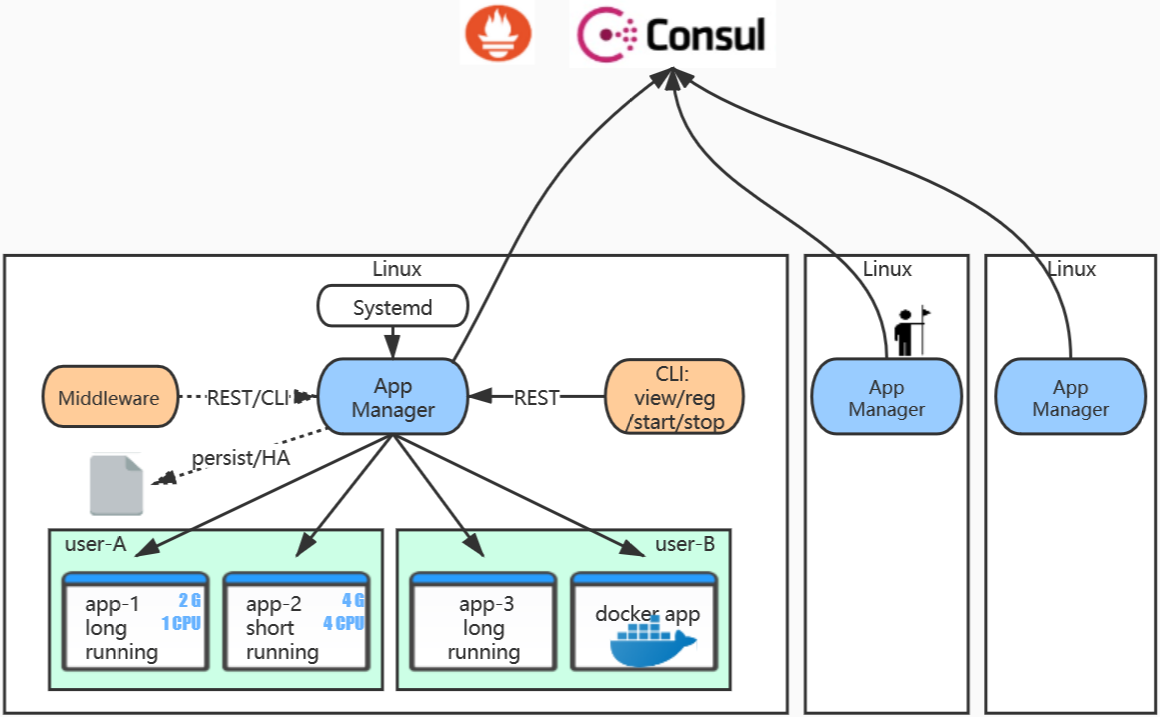 Consul
Linux
Systemd
Middleware
REST/CLI
App
Manager
REST
CLI:
view/reg
/start/stop
persist/HA
user-A
app-1
long
running
2 G
1 CPU
app-2
short
running
4 G
4 CPU
user-B
app-3
long
running
docker app
Linux
App
Manager
Linux
App
Manager